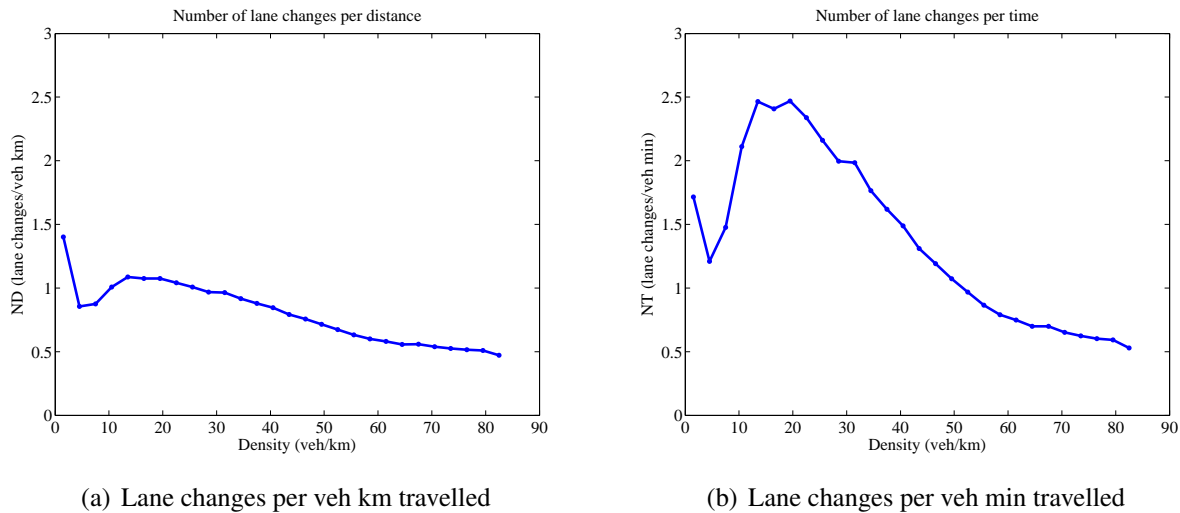 Number of lane changes per distance
3
2.5
2
1.5
1
0.5
0
ND (lane changes/veh km)
0 10 20 30 40 50 60 70 80 90
Density (veh/km)
(a) Lane changes per veh km travelled
Number of lane changes per time
3
2.5
2
1.5
1
0.5
0
NT (lane changes/veh min)
0 10 20 30 40 50 60 70 80 90
Density (veh/km)
(b) Lane changes per veh min travelled